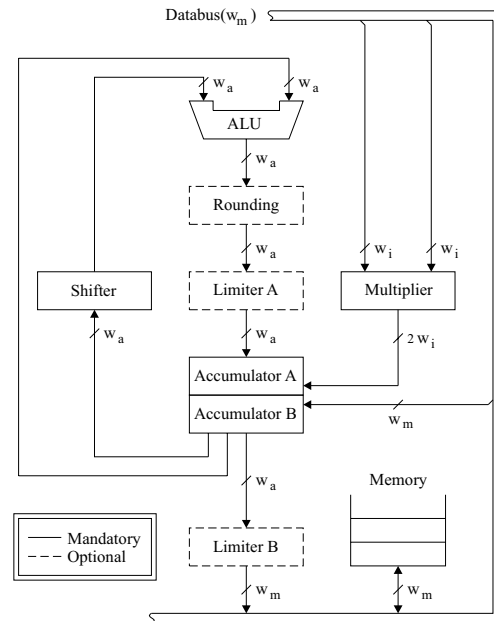 Databus(w_m)
w_a
w_a
ALU
w_a
Rounding
w_a
w_i
w_i
Shifter
Limiter A
Multiplier
w_a
w_a
2 w_i
Accumulator A
Accumulator B
w_m
w_a
Memory
Mandatory
Optional
Limiter B
w_m
w_m